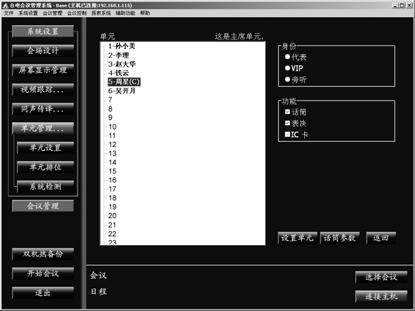 台电会议管理系统 - Base (主机已连接:192.168.1.113)
文件 系统设置 会议管理 会议控制 报表系统 辅助功能 帮助
系统设置
会场设计
屏幕显示管理
视频跟踪...
同声传译...
单元管理...
单元设置
单元排位
系统检测
会议管理
双机热备份
开始会议
退出
单元 这是主席单元.
1-孙小美
2-李理
3-赵大华
4-钱云
5-周星(C)
6-吴开月
7
8
9
10
11
12
13
14
15
16
17
18
19
20
21
22
23
身份
代表
VIP
旁听
功能
话筒
表决
IC 卡
设置单元 话筒参数 返回
会议
日程
选择会议
连接主机